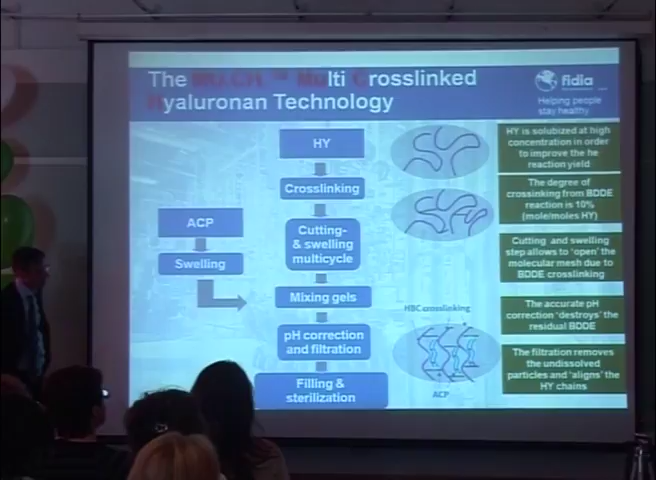 The MU.CH = Multi Crosslinked
Hyaluronan Technology
fidia
Helping people
stay healthy
HY
Crosslinking
Cutting-
& swelling
multicycle
ACP
Swelling
Mixing gels
pH correction
and filtration
Filling &
sterilization
HBC crosslinking
ACP
HY is solubized at high
concentration in order
to improve the he
reaction yield
The degree of
crossinking from BDDE
reaction is 10%
(mole/moles HY)
Cutting and swelling
step allows to 'open' the
molecular mesh due to
BDDE crosslinking
The accurate pH
correction 'destroys' the
residual BDDE
The filtration removes
the undissolved
particles and 'aligns' the
HY chains